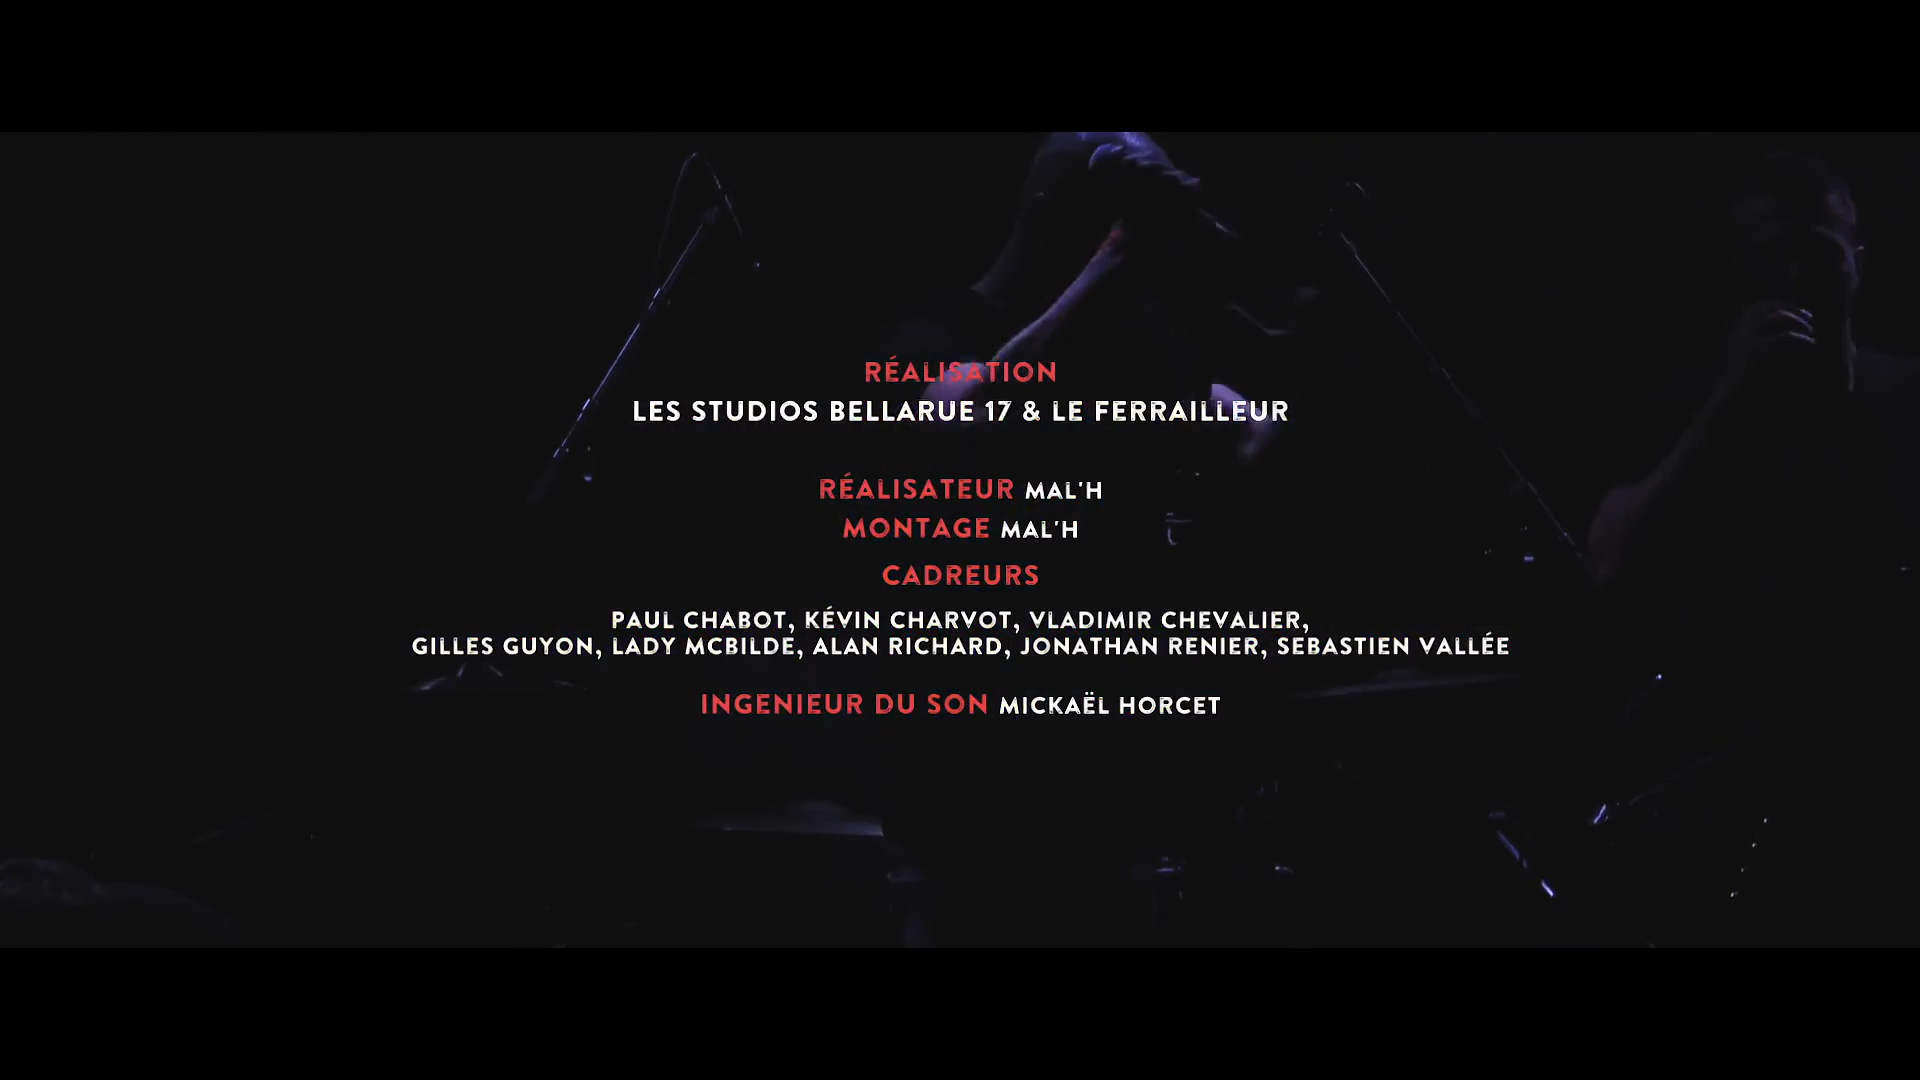 RÉALISATION
LES STUDIOS BELLARUE 17 & LE FERRAILLEUR
RÉALISATEUR MAL'H
MONTAGE MAL'H
CADREURS
PAUL CHABOT, KÉVIN CHARVOT, VLADIMIR CHEVALIER,
GILLES GUYON, LADY MCBILDE, ALAN RICHARD, JONATHAN RENIER, SEBASTIEN VALLÉE
INGENIEUR DU SON MICKAËL HORCET